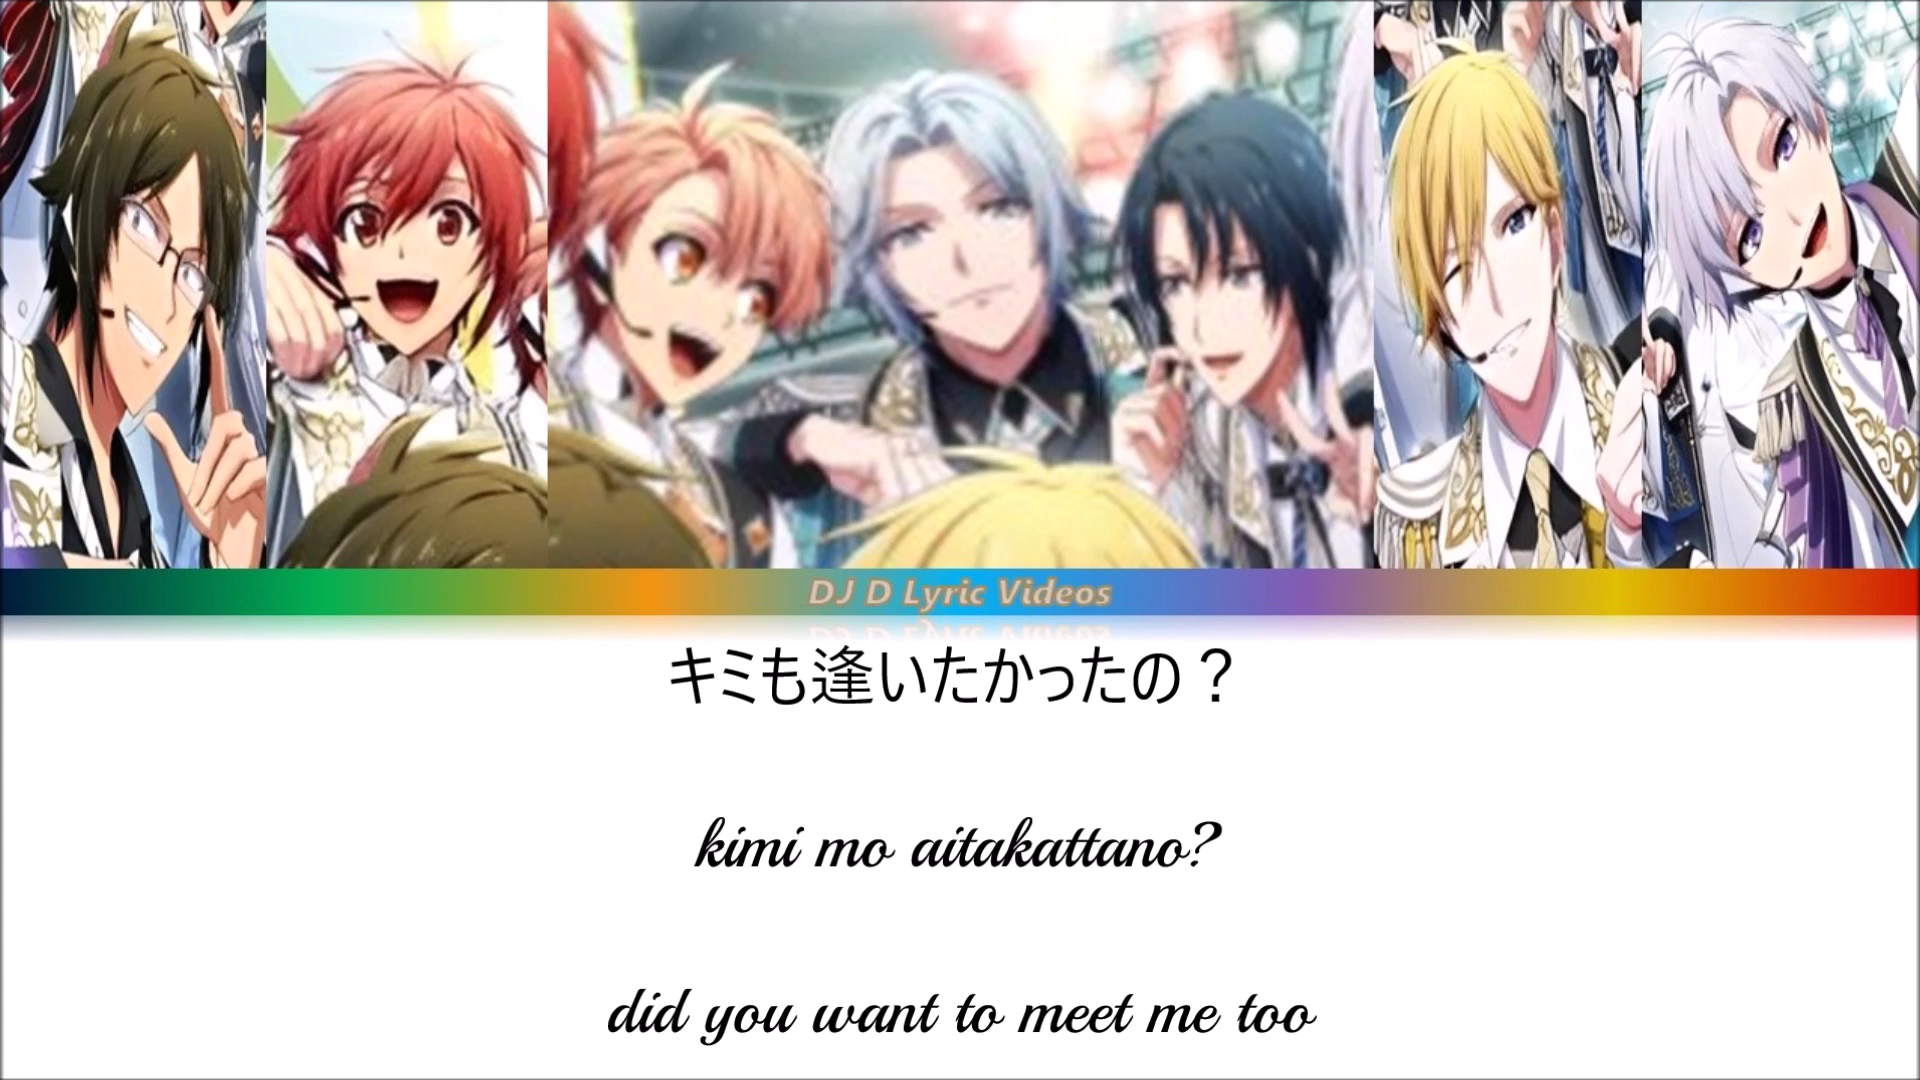 DJ D Lyric Videos
キミも逢いたかったの？
kimi mo aitakattano?
did you want to meet me too